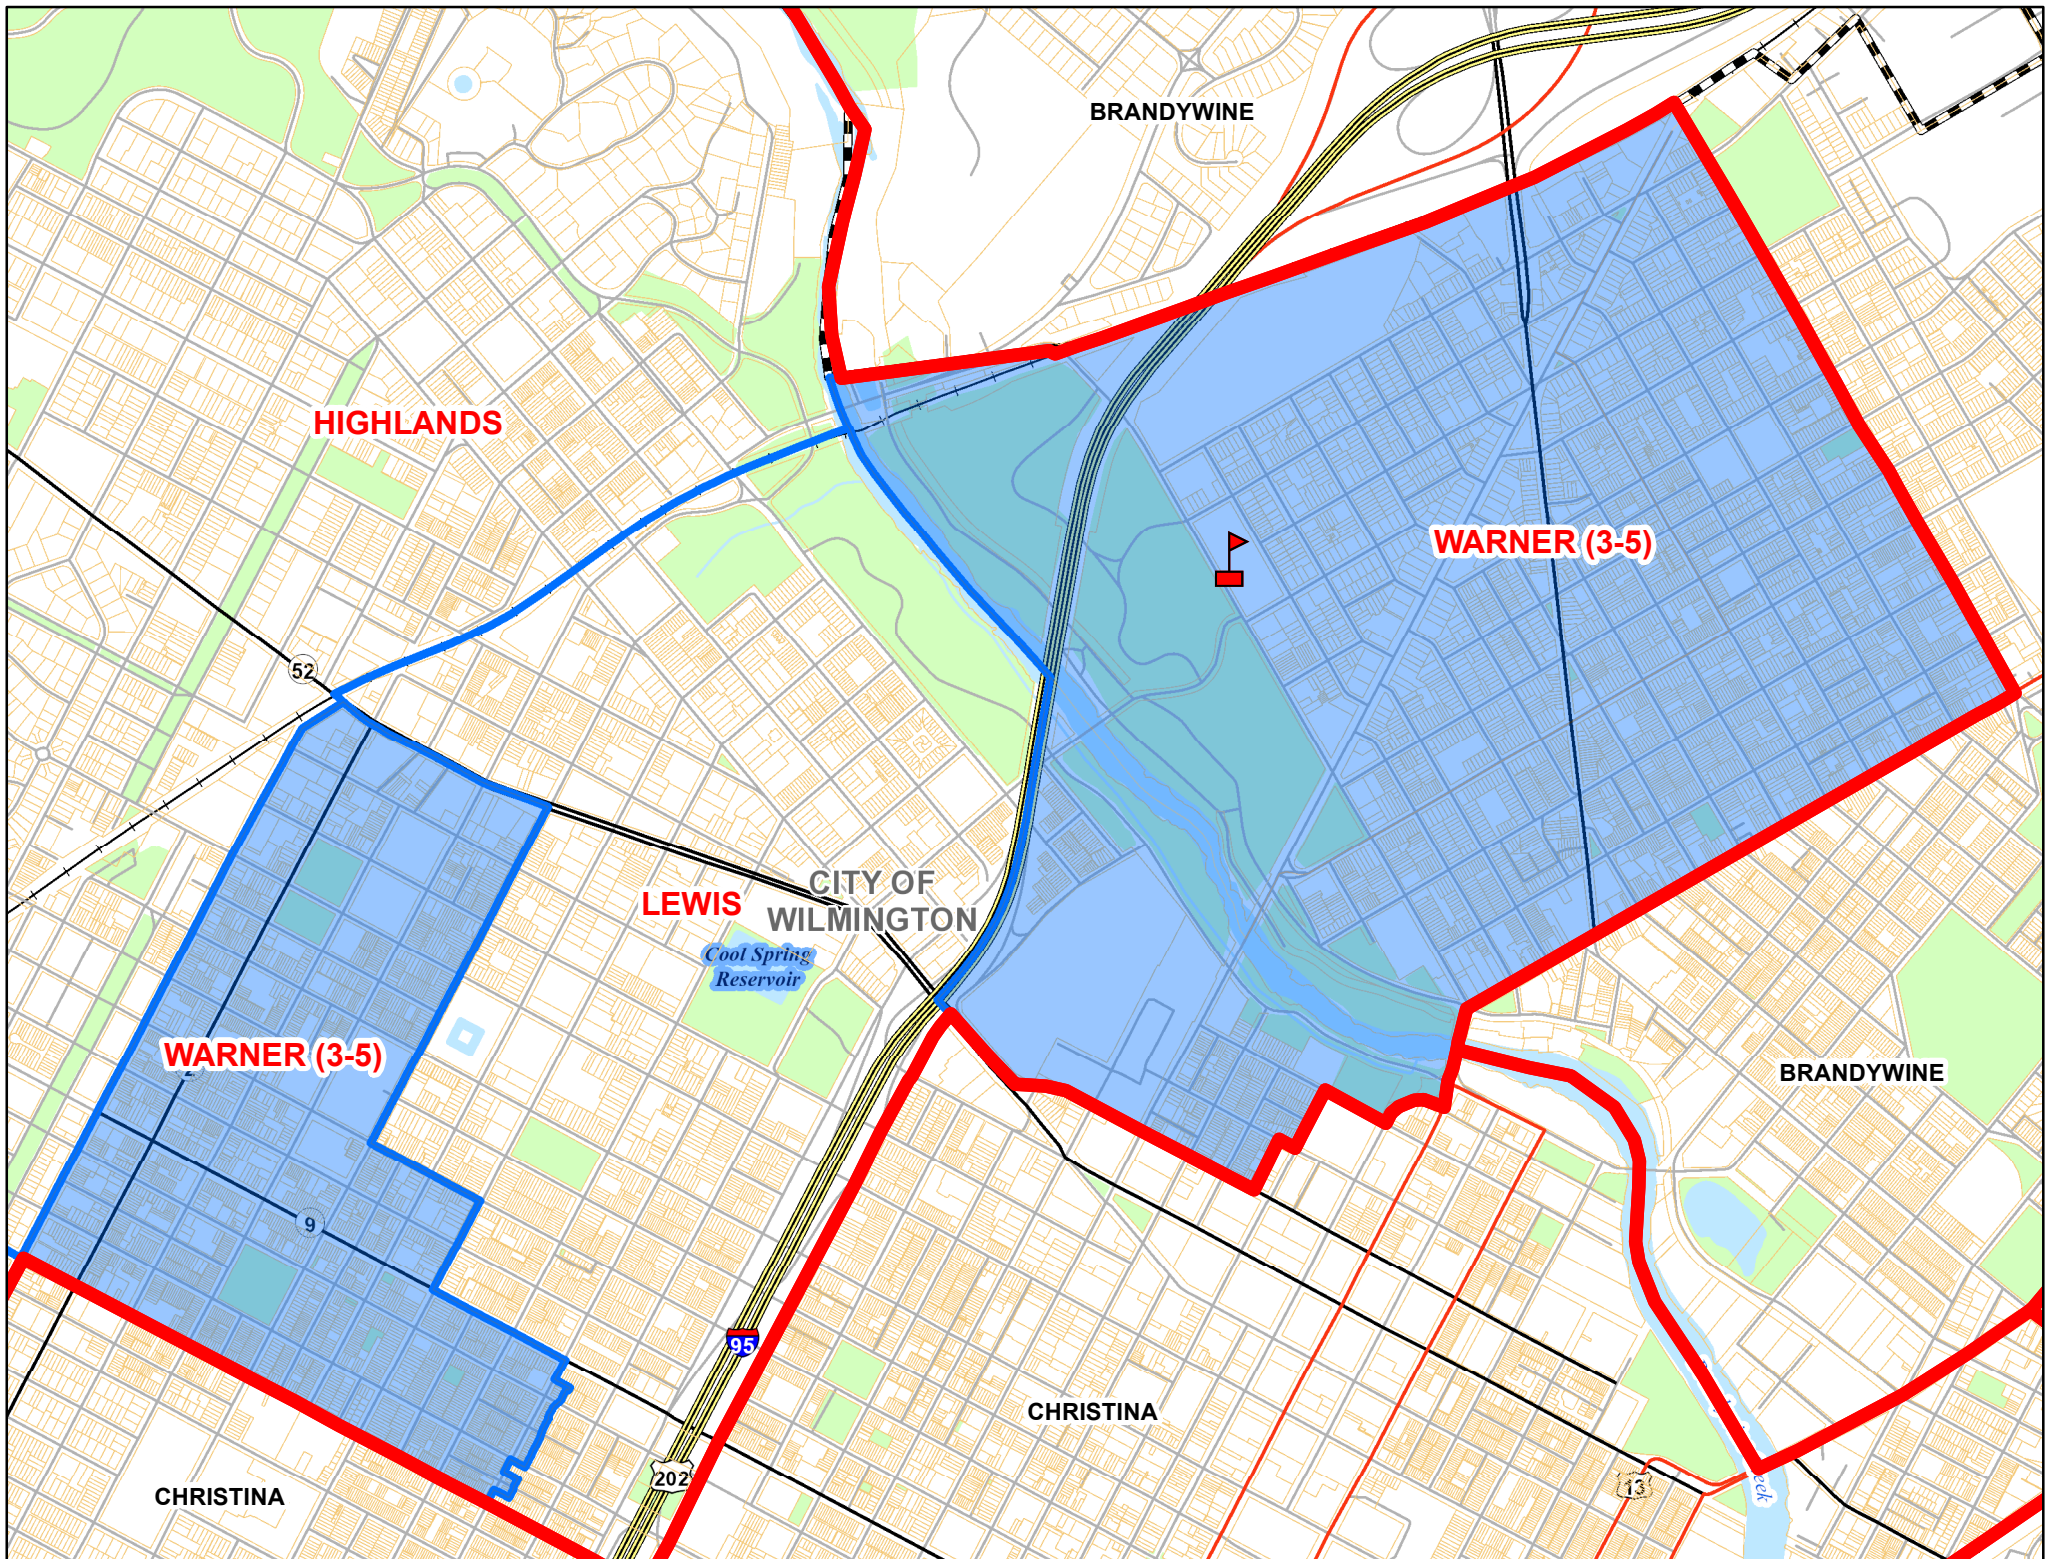 BRANDYWINE
HIGHLANDS
WARNER (3-5)
52
CITY OF
WILMINGTON
LEWIS
Cool Spring
Reservoir
WARNER (3-5)
2
BRANDYWINE
9
95
CHRISTINA
202
13
CHRISTINA